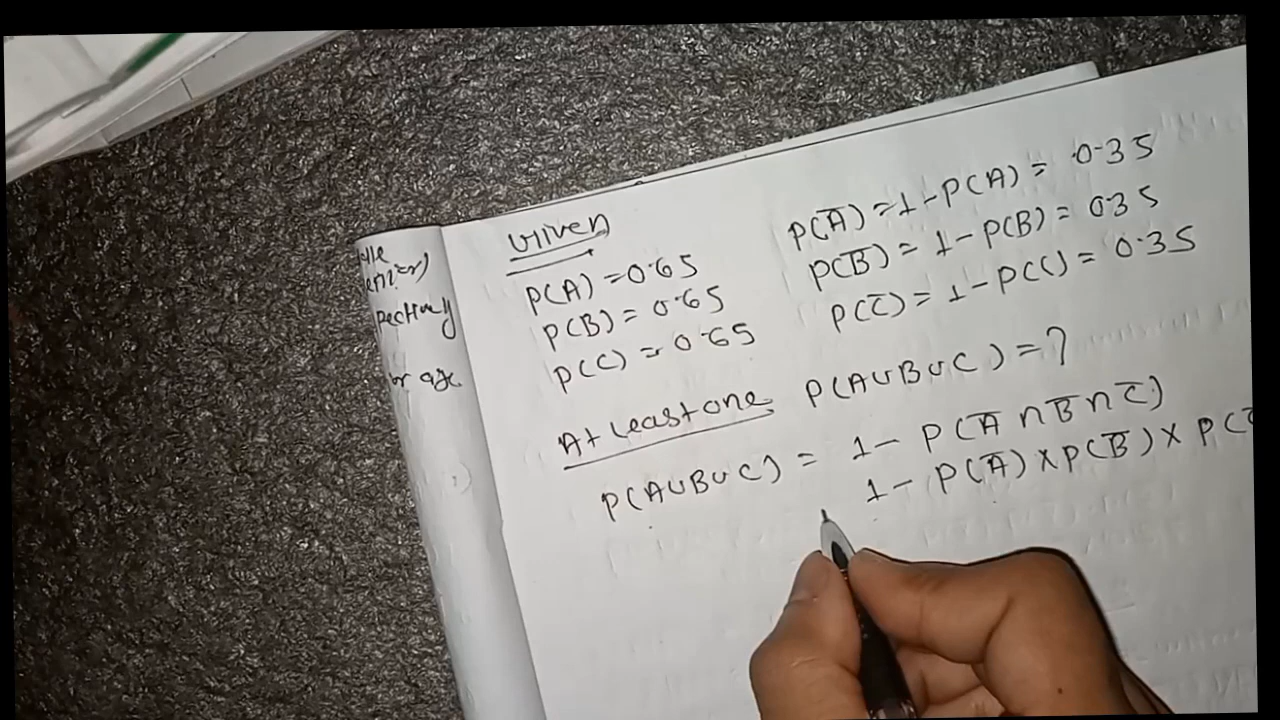 Given
P(A) = 0.65
P(B) = 0.65
P(C) = 0.65
P(A̅) = 1 - P(A) = 0.35
P(B̅) = 1 - P(B) = 0.35
P(C̅) = 1 - P(C) = 0.35
At Least one P(A∪B∪C) = ?
P(A∪B∪C) = 1 - P(A̅ ∩ B̅ ∩ C̅)
1 - P(A̅) × P(B̅) × P(C̅